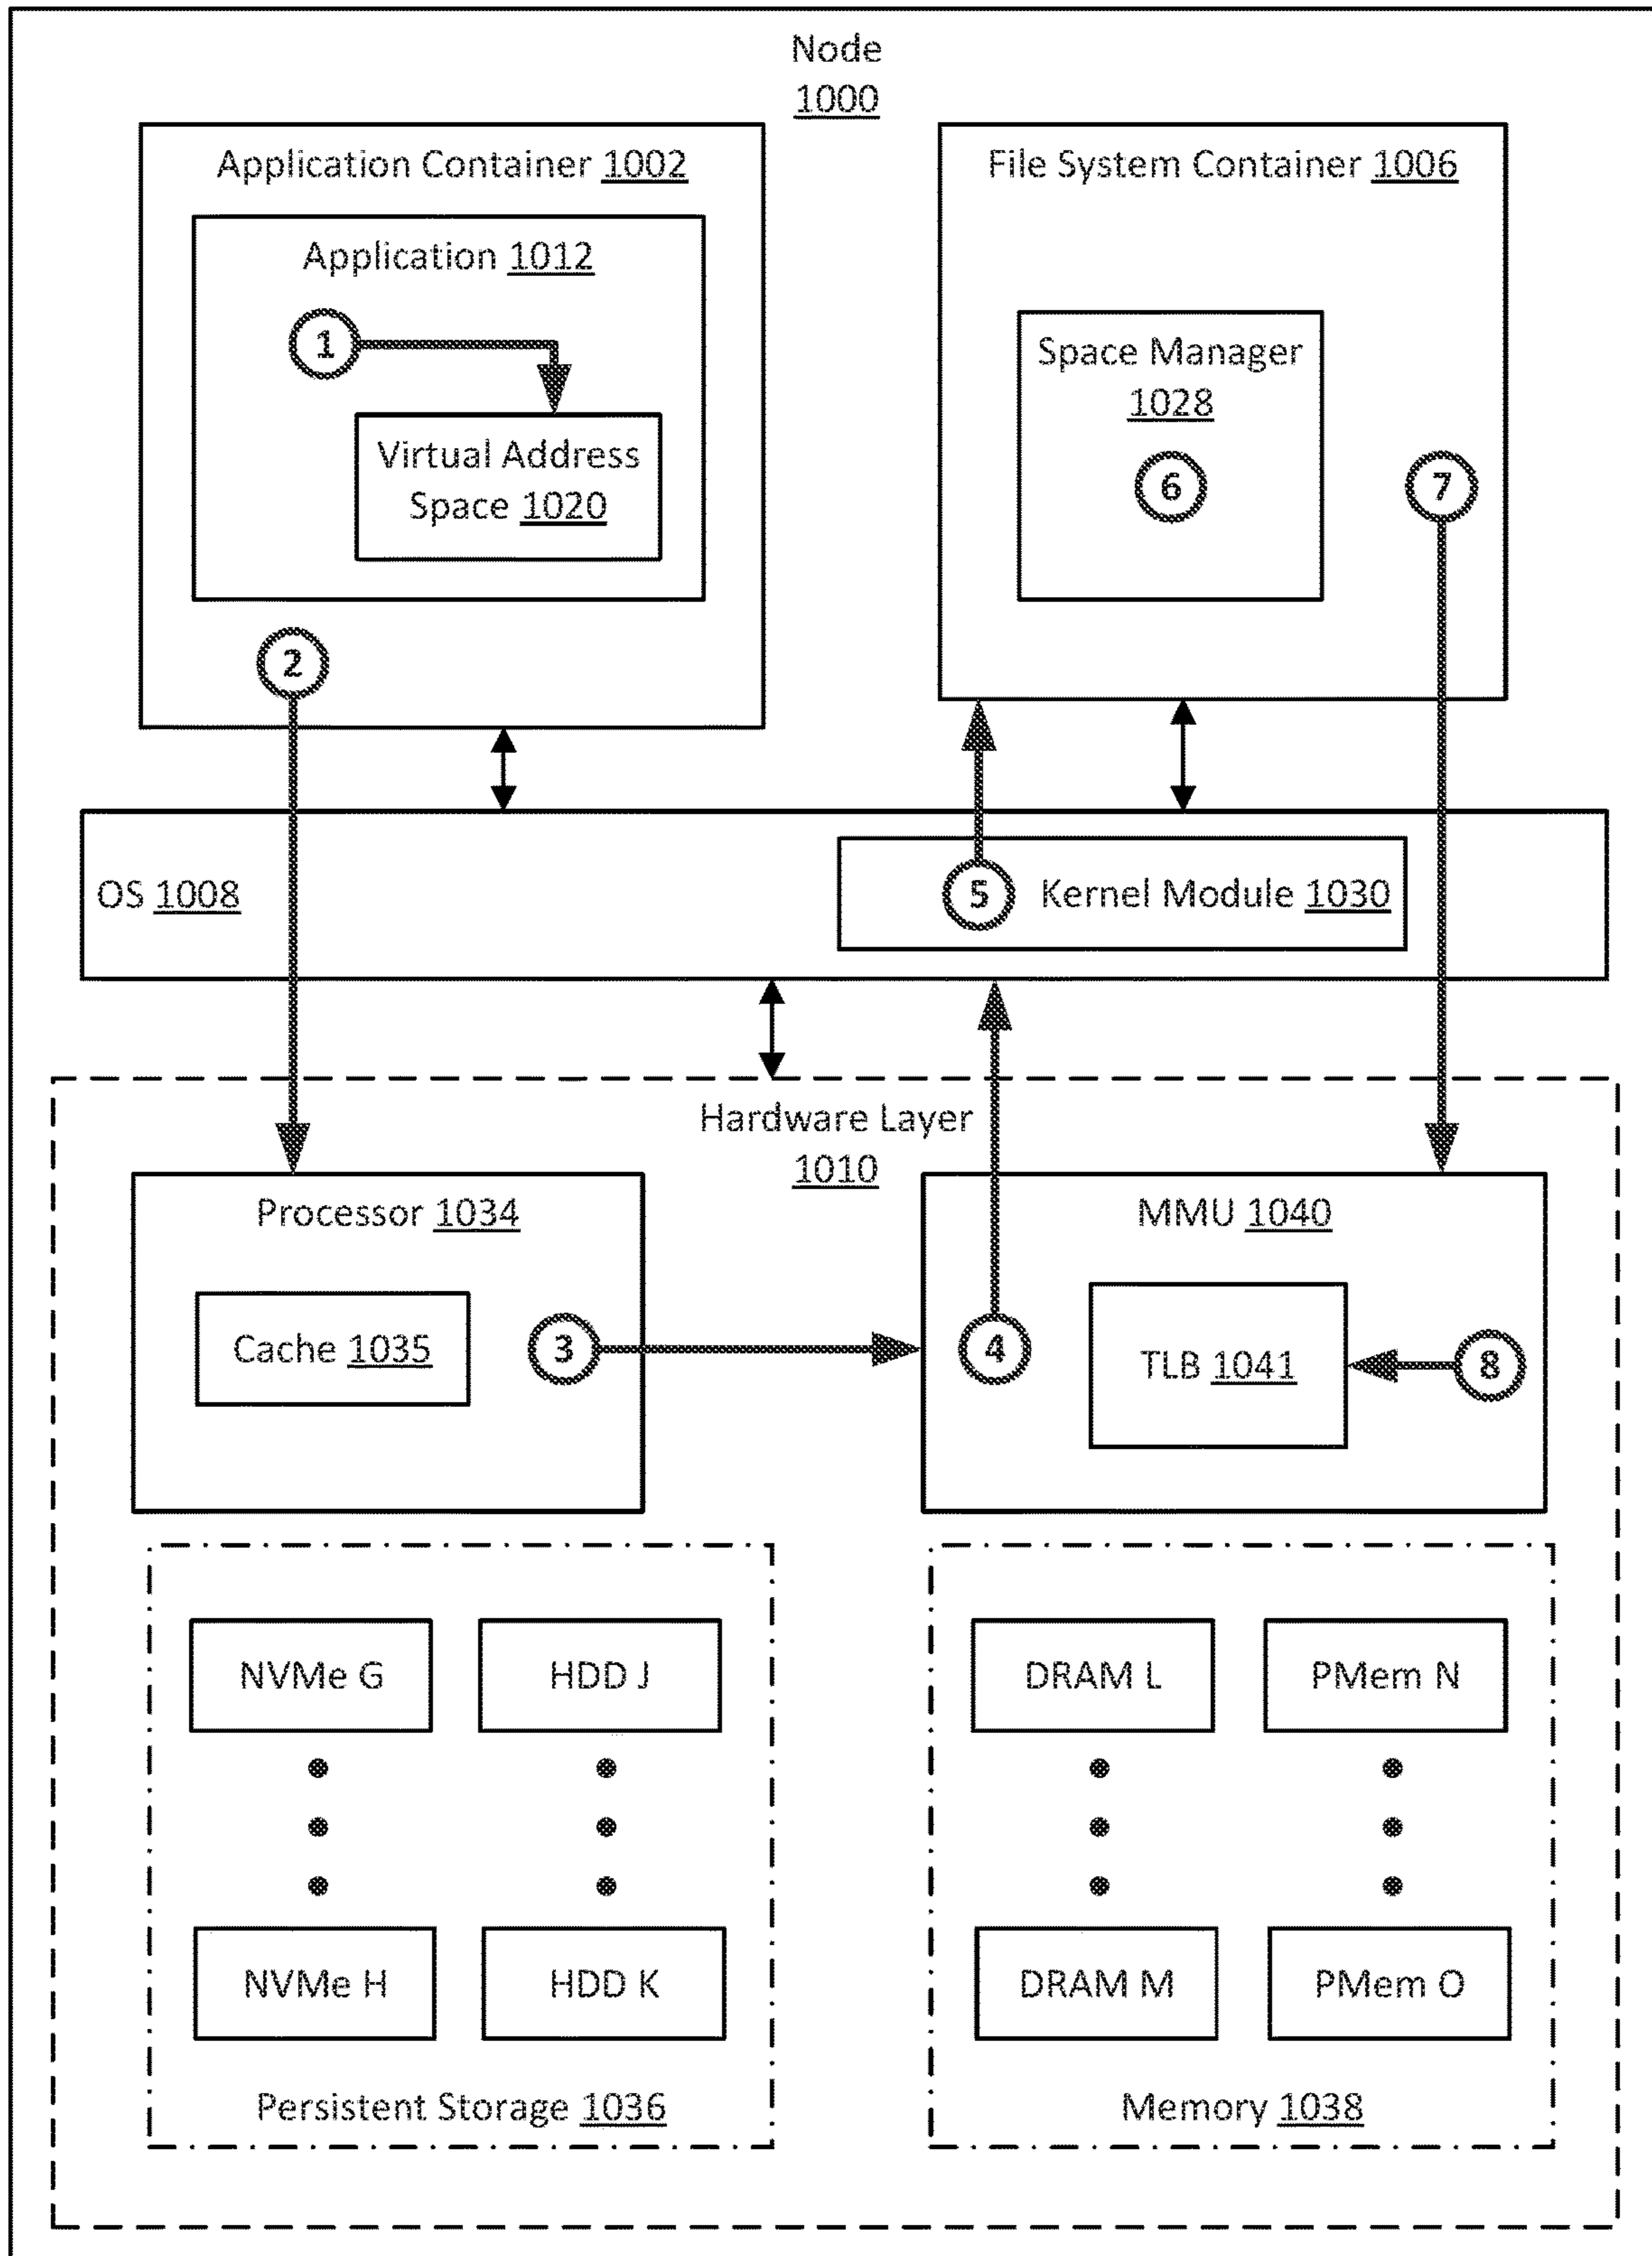 Node
1000
Application Container 1002
Application 1012
1
Virtual Address
Space 1020
2
File System Container 1006
Space Manager
1028
6
7
OS 1008
5
Kernel Module 1030
Hardware Layer
1010
Processor 1034
Cache 1035
3
MMU 1040
4
TLB 1041
8
NVMe G
HDD J
NVMe H
HDD K
Persistent Storage 1036
DRAM L
PMem N
DRAM M
PMem O
Memory 1038